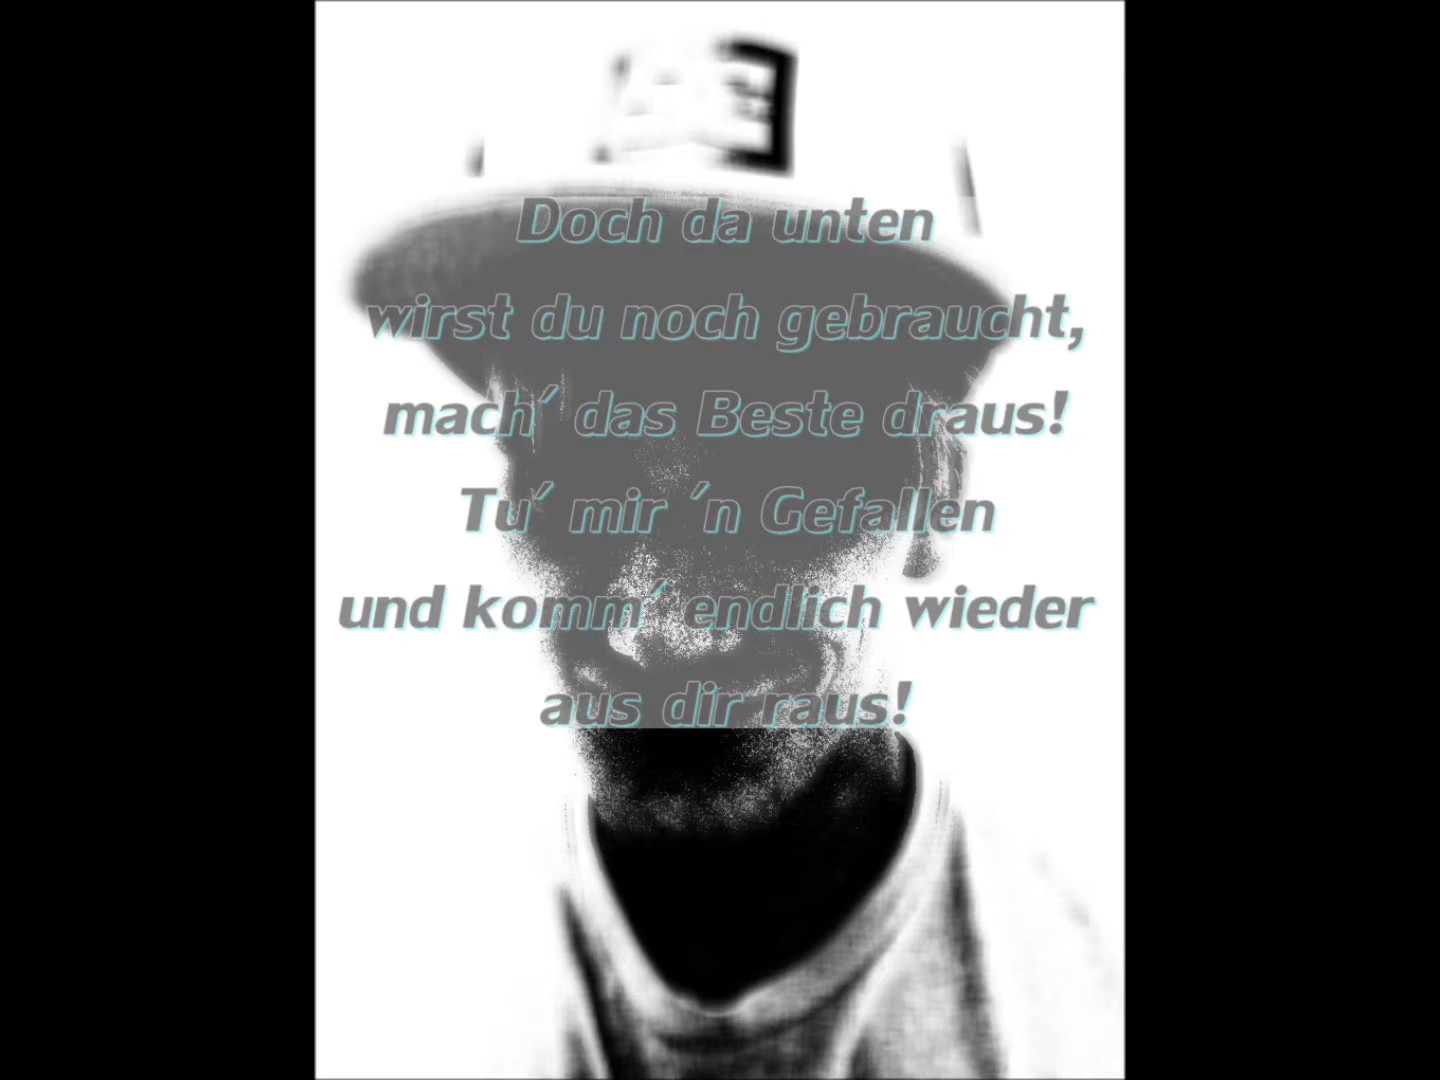 Doch da unten
wirst du noch gebraucht,
mach´ das Beste draus!
Tu´ mir ´n Gefallen
und komm´ endlich wieder
aus dir raus!